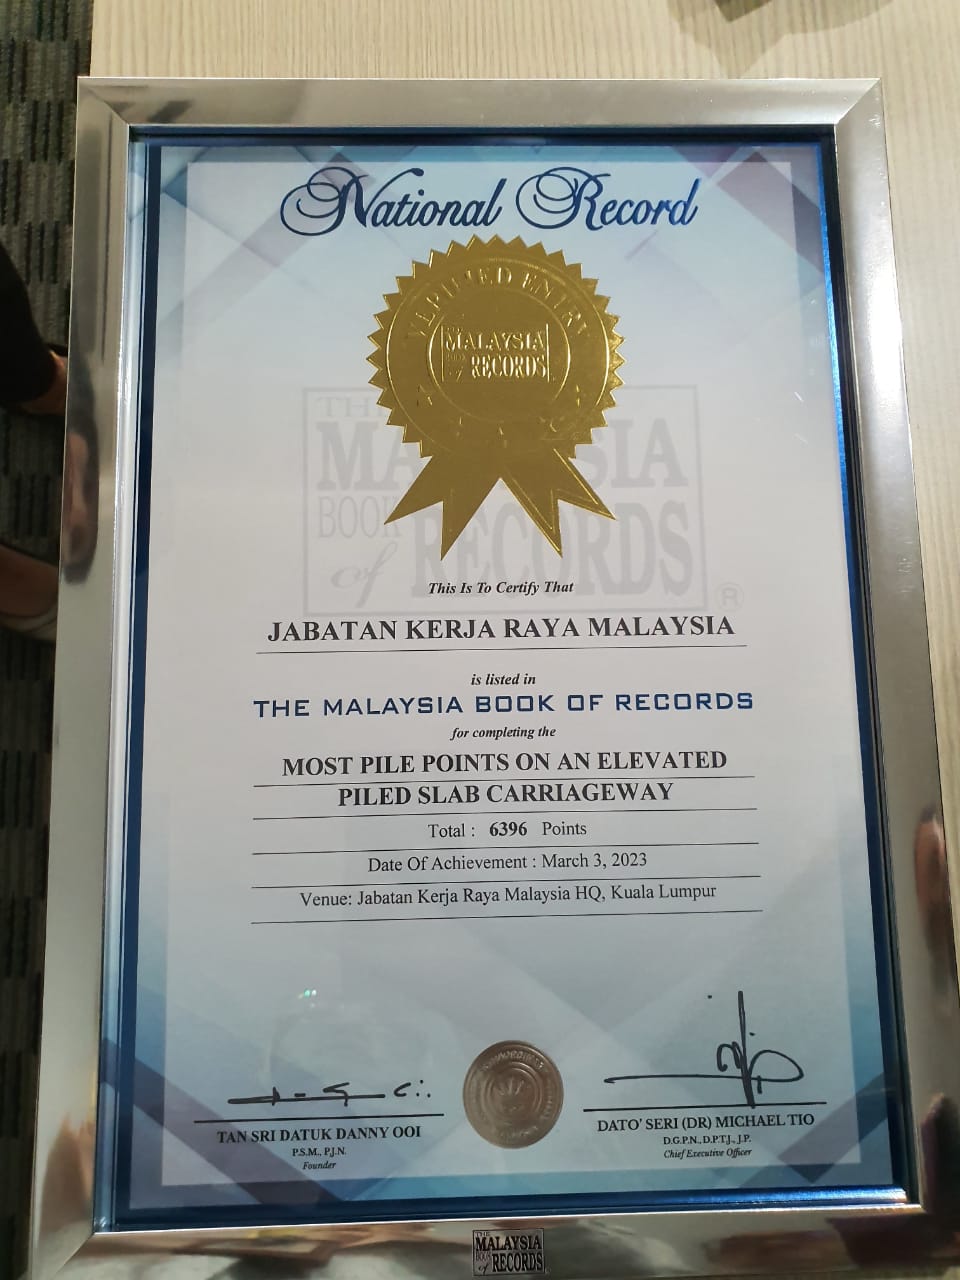 National Record
VERIFIED ENTRY
THE
MALAYSIA
BOOK
of RECORDS
THE
MALAYSIA
BOOK
of RECORDS
®
This Is To Certify That
JABATAN KERJA RAYA MALAYSIA
is listed in
THE MALAYSIA BOOK OF RECORDS
for completing the
MOST PILE POINTS ON AN ELEVATED
PILED SLAB CARRIAGEWAY
Total : 6396 Points
Date Of Achievement : March 3, 2023
Venue: Jabatan Kerja Raya Malaysia HQ, Kuala Lumpur
TAN SRI DATUK DANNY OOI
P.S.M., P.J.N.
Founder
DATO' SERI (DR) MICHAEL TIO
D.G.P.N., D.P.T.J., J.P.
Chief Executive Officer
THE
MALAYSIA
BOOK
of RECORDS